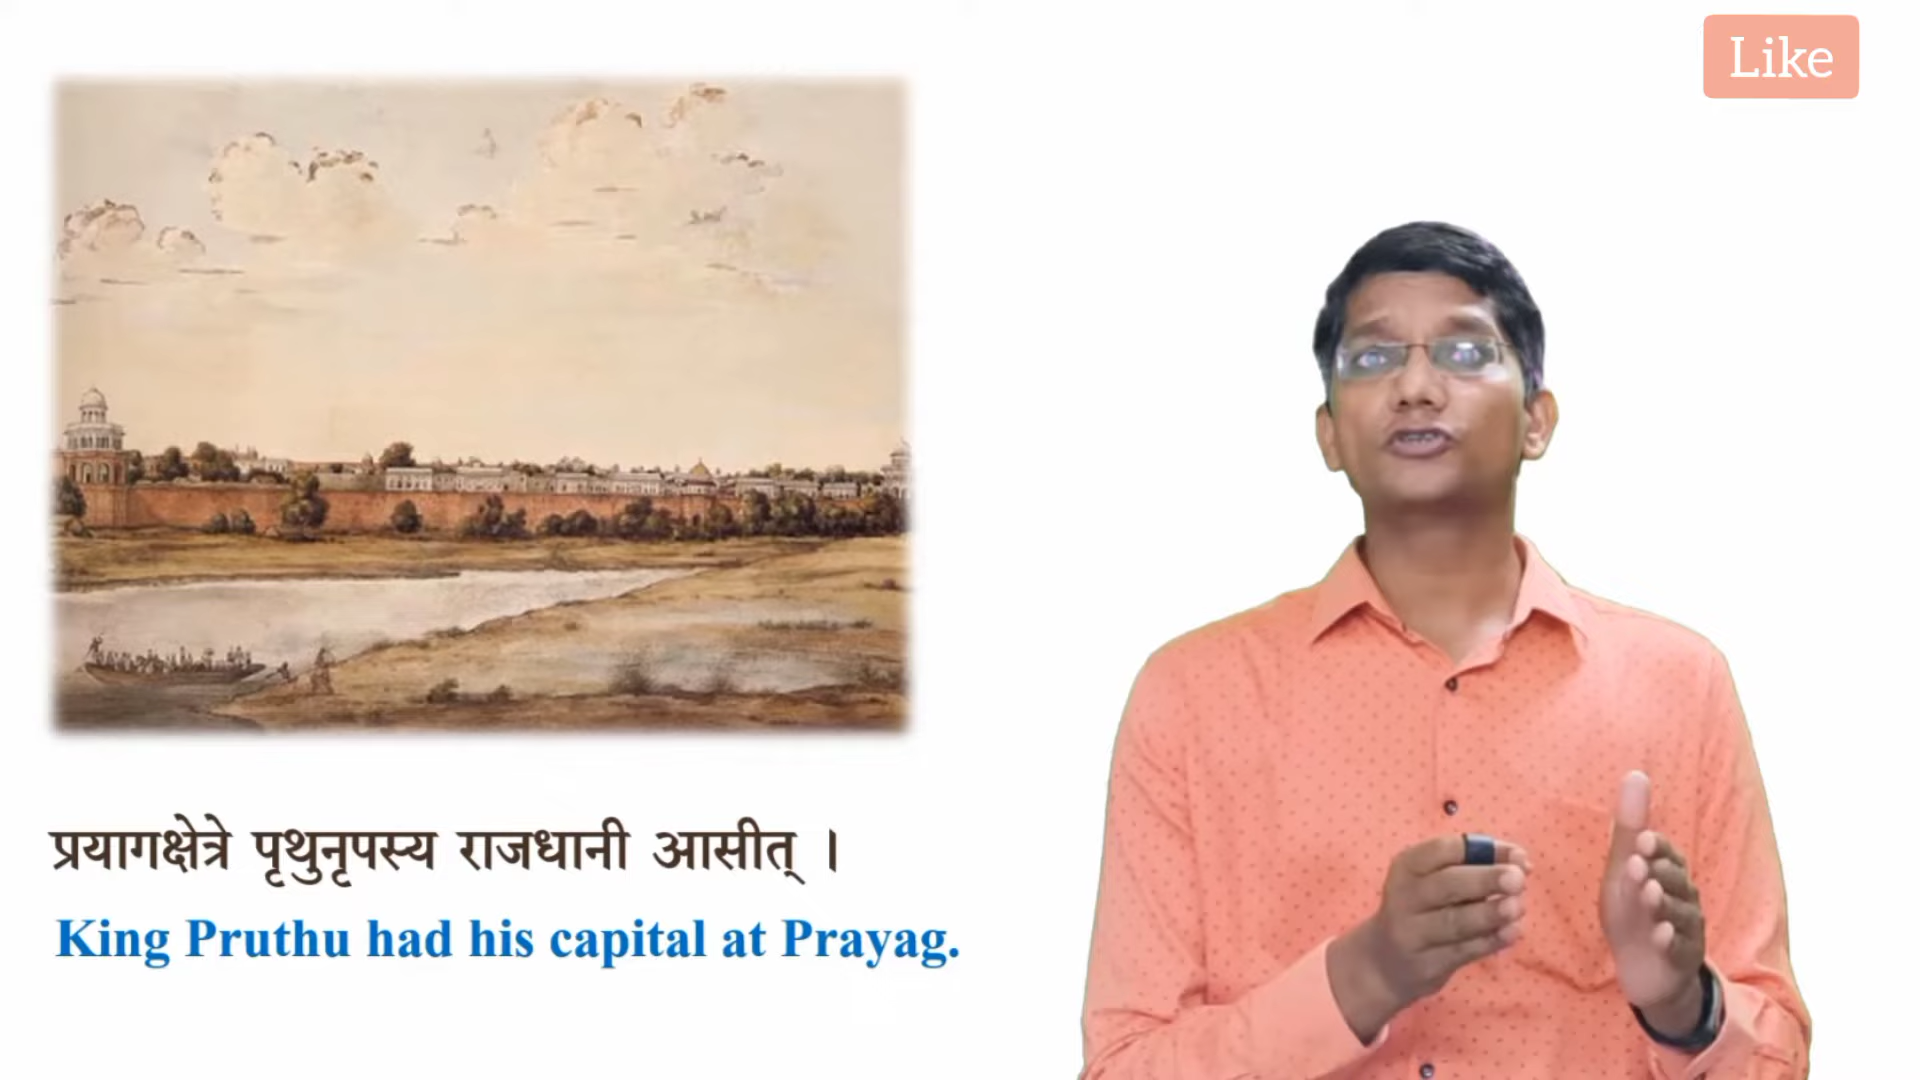 Like
प्रयागक्षेत्रे पृथुनृपस्य राजधानी आसीत् ।
King Pruthu had his capital at Prayag.